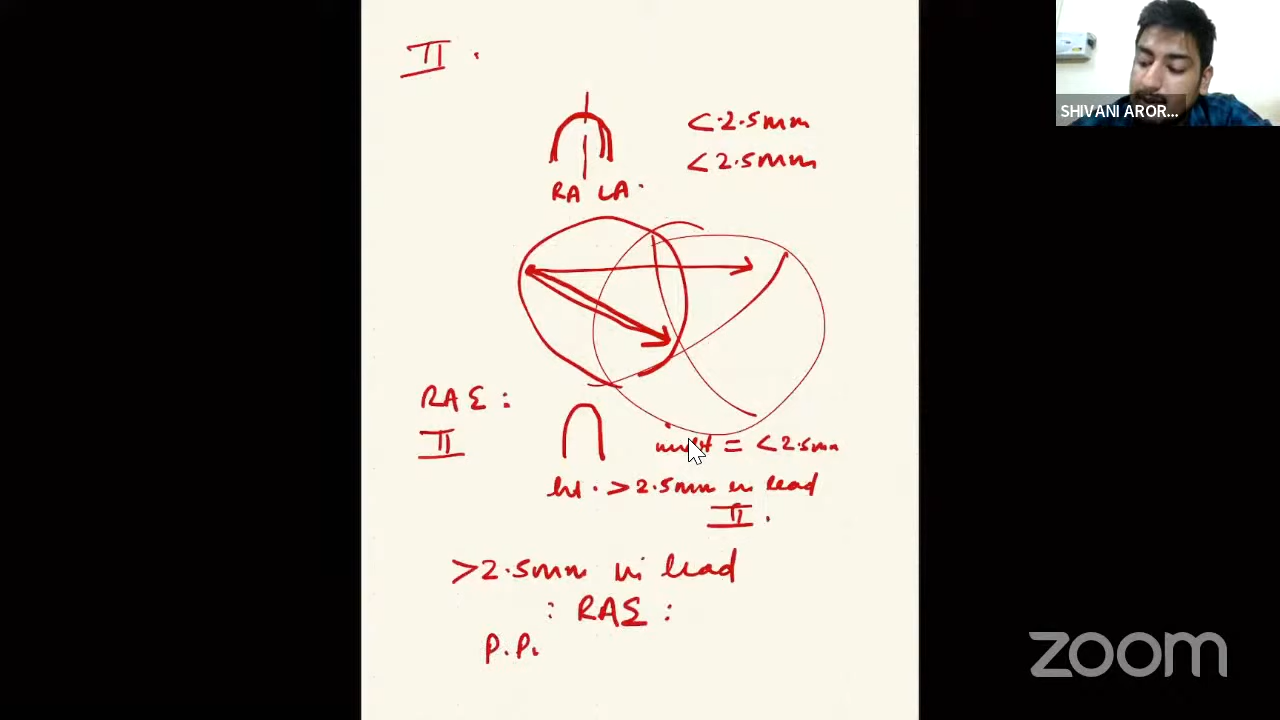 II.
<.2.5mm
<2.5mm
RA LA.
RAE:
II
= <2.5mm
ht. >2.5mm in lead
II.
>2.5mm in lead
: RAE :
P.P.
SHIVANI AROR...
zoom